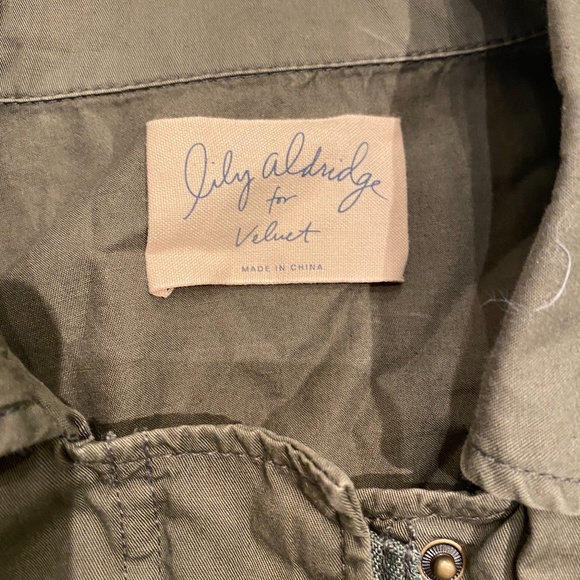 lily aldridge
for
Velvet
MADE IN CHINA